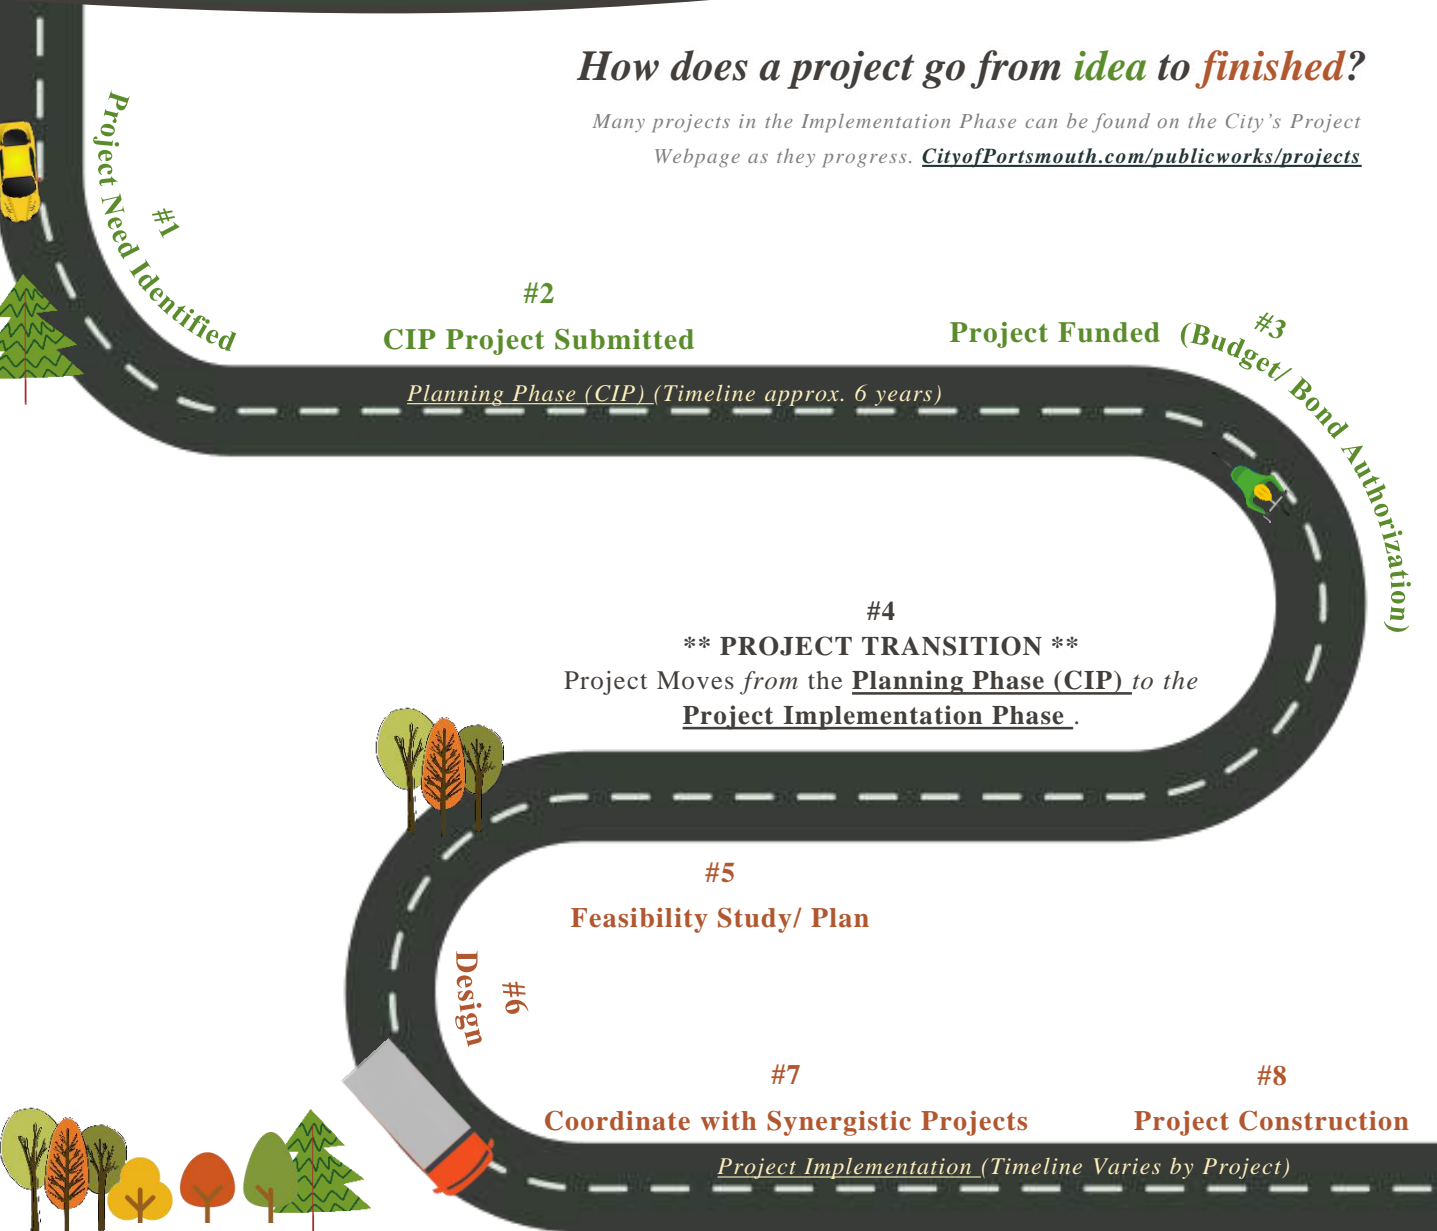 How does a project go from idea to finished?
Many projects in the Implementation Phase can be found on the City's Project
Webpage as they progress. CityofPortsmouth.com/publicworks/projects
#1
Project Need Identified
#2
CIP Project Submitted
#3
Project Funded (Budget/ Bond Authorization)
Planning Phase (CIP) (Timeline approx. 6 years)
#4
** PROJECT TRANSITION **
Project Moves from the Planning Phase (CIP) to the
Project Implementation Phase .
#5
Feasibility Study/ Plan
#6
Design
#7
Coordinate with Synergistic Projects
#8
Project Construction
Project Implementation (Timeline Varies by Project)